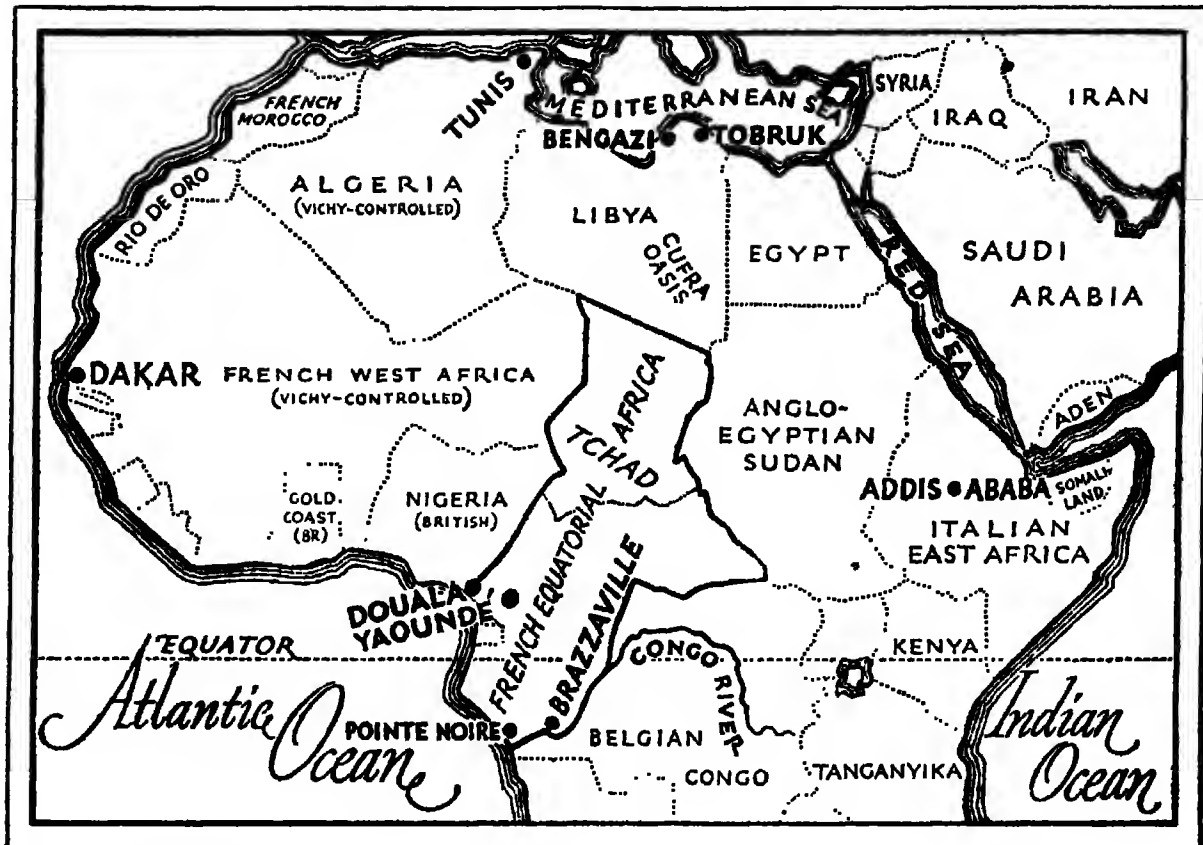 FRENCH
MOROCCO
TUNIS
MEDITERRANEAN SEA
SYRIA
IRAQ
IRAN
BENGAZI
TOBRUK
RIO DE ORO
ALGERIA
(VICHY-CONTROLLED)
LIBYA
CUFRA
OASIS
EGYPT
RED SEA
SAUDI
ARABIA
DAKAR
FRENCH WEST AFRICA
(VICHY-CONTROLLED)
TCHAD
AFRICA
ANGLO-
EGYPTIAN
SUDAN
ADEN
GOLD
COAST
(BR)
NIGERIA
(BRITISH)
ADDIS ABABA
SOMALI
LAND
ITALIAN
EAST AFRICA
DOUALA
YAOUNDÉ
FRENCH EQUATORIAL
BRAZZAVILLE
EQUATOR
CONGO RIVER
KENYA
Atlantic
Ocean
POINTE NOIRE
BELGIAN
CONGO
TANGANYIKA
Indian
Ocean